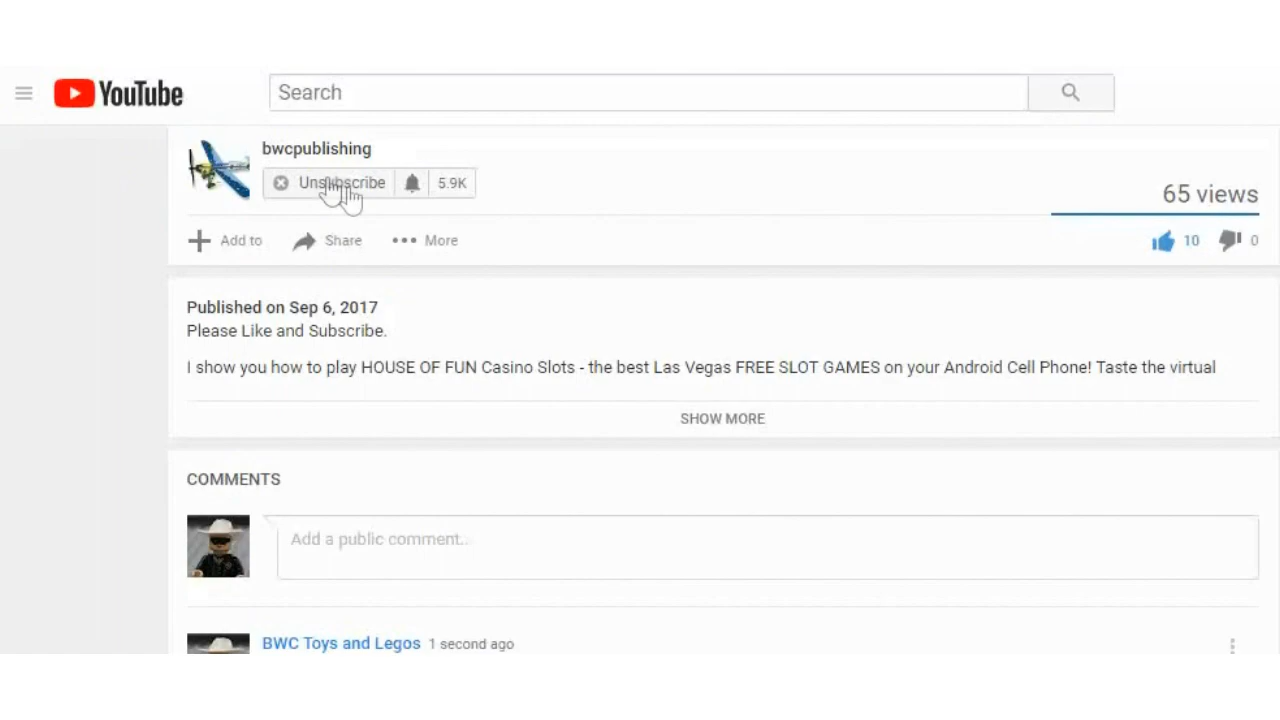 YouTube
Search
bwcpublishing
Unsubscribe 5.9K
65 views
Add to Share More
10 0
Published on Sep 6, 2017
Please Like and Subscribe.
I show you how to play HOUSE OF FUN Casino Slots - the best Las Vegas FREE SLOT GAMES on your Android Cell Phone! Taste the virtual
SHOW MORE
COMMENTS
Add a public comment...
BWC Toys and Legos 1 second ago